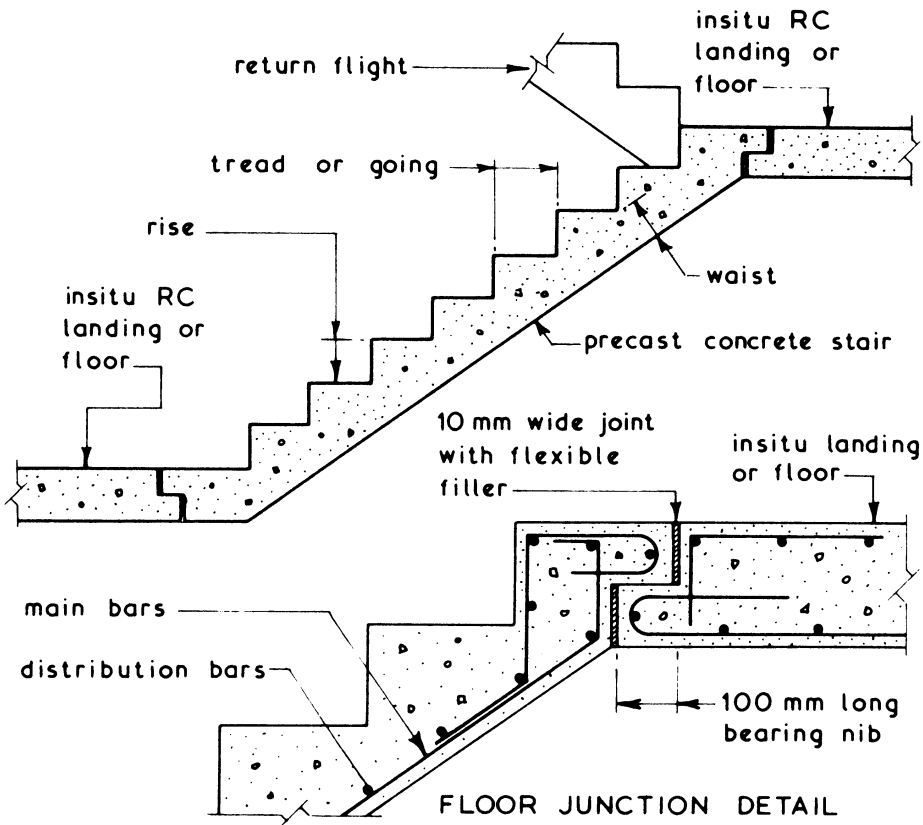 insitu RC
landing or
floor
return flight
tread or going
rise
waist
insitu RC
landing or
floor
precast concrete stair
10 mm wide joint
with flexible
filler
insitu landing
or floor
main bars
distribution bars
100 mm long
bearing nib
FLOOR JUNCTION DETAIL